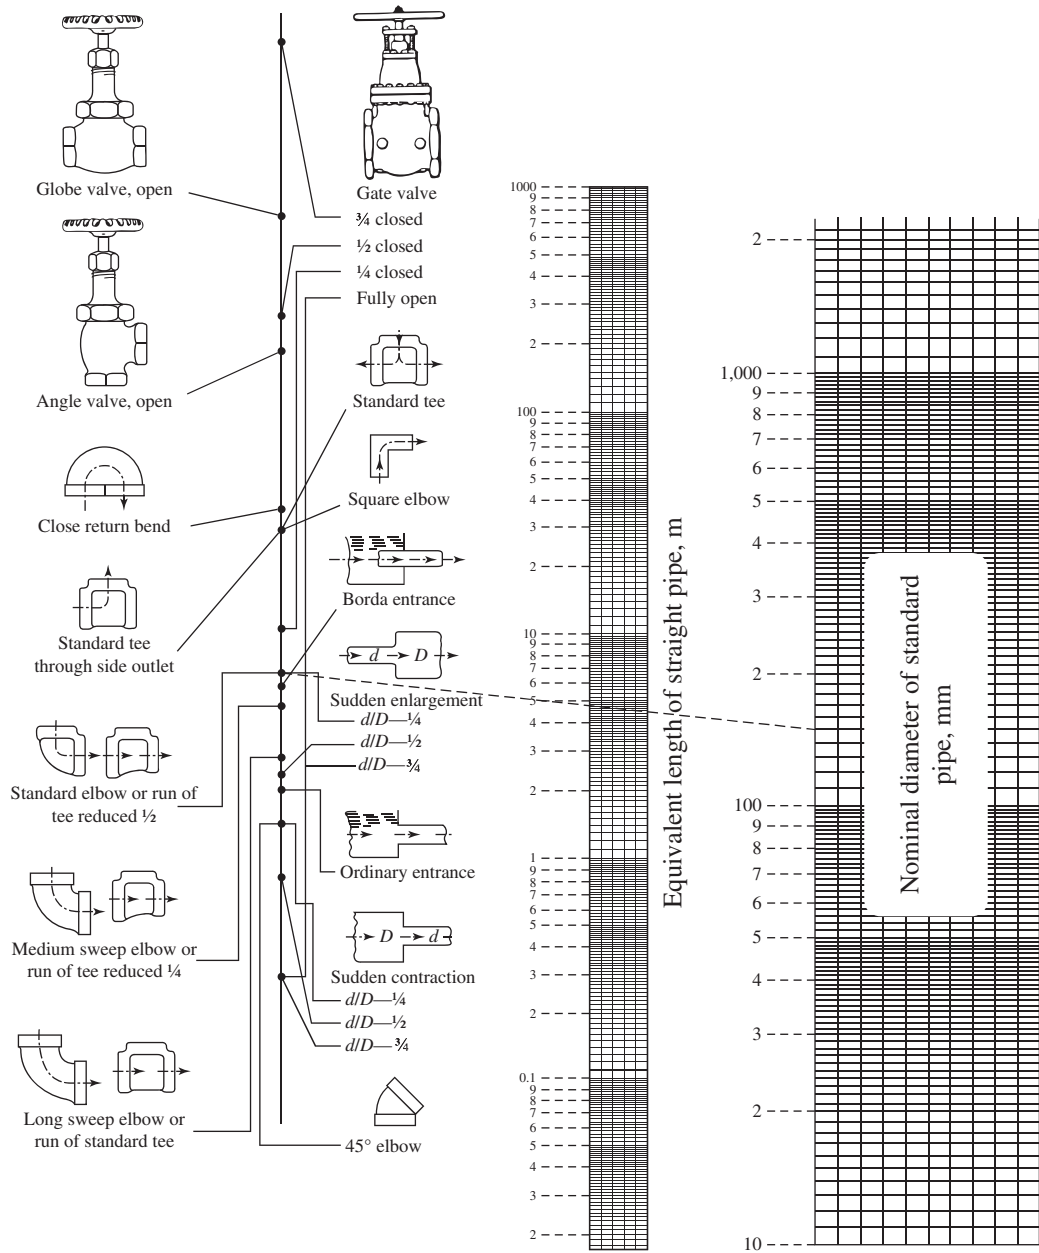 Globe valve, open
Angle valve, open
Close return bend
Standard tee
through side outlet
Standard elbow or run of
tee reduced ½
Medium sweep elbow or
run of tee reduced ¼
Long sweep elbow or
run of standard tee
Gate valve
¾ closed
½ closed
¼ closed
Fully open
Standard tee
Square elbow
Borda entrance
d D
Sudden enlargement
d/D—¼
d/D—½
d/D—¾
Ordinary entrance
D d
Sudden contraction
d/D—¼
d/D—½
d/D—¾
45° elbow
1000
9
8
7
6
5
4
3
2
100
9
8
7
6
5
4
3
2
10
9
8
7
6
5
4
3
2
1
9
8
7
6
5
4
3
2
0.1
9
8
7
6
5
4
3
2
Equivalent length of straight pipe, m
2
1,000
9
8
7
6
5
4
3
2
100
9
8
7
6
5
4
3
2
10
Nominal diameter of standard
pipe, mm